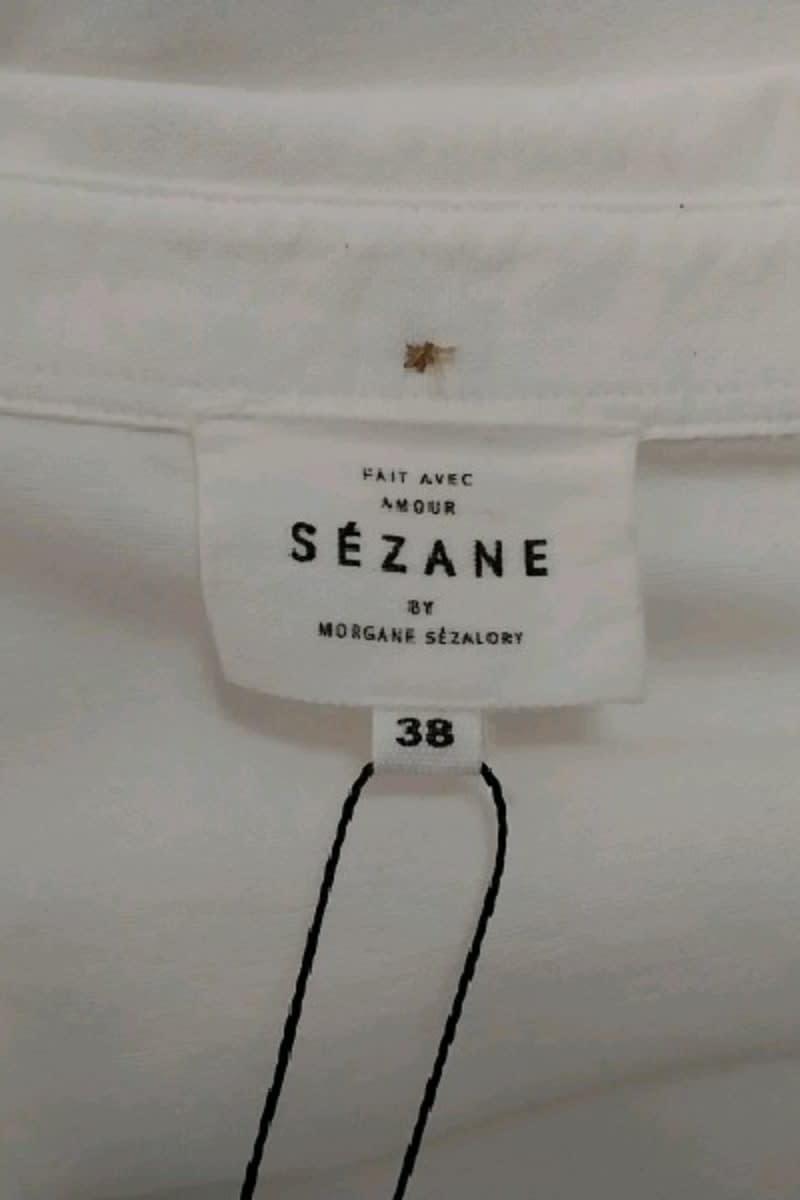 FAIT AVEC
AMOUR
SÉZANE
BY
MORGANE SÉZALORY
38